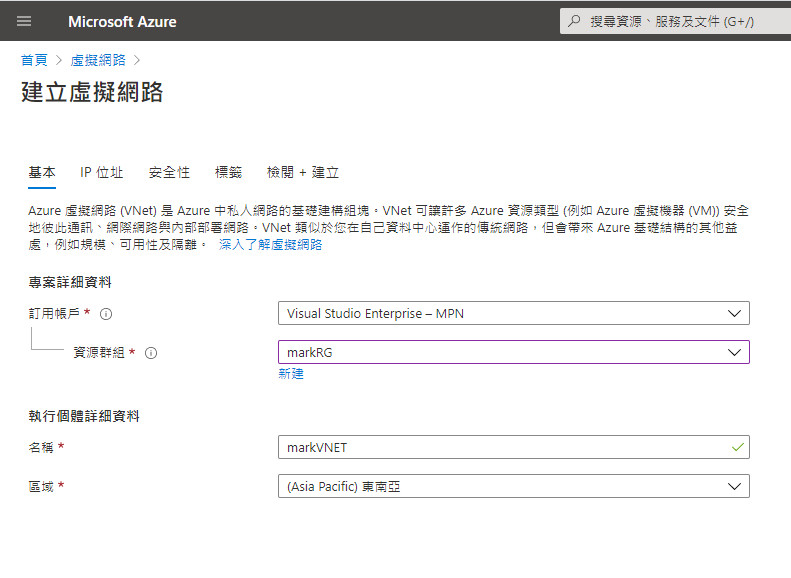 Microsoft Azure
搜尋資源、服務及文件 (G+/)
首頁 > 虛擬網路 >
建立虛擬網路
基本 IP 位址 安全性 標籤 檢閱 + 建立
Azure 虛擬網路 (VNet) 是 Azure 中私人網路的基礎建構組塊。VNet 可讓許多 Azure 資源類型 (例如 Azure 虛擬機器 (VM)) 安全
地彼此通訊、網際網路與內部部署網路。VNet 類似於您在自己資料中心運作的傳統網路，但會帶來 Azure 基礎結構的其他益
處，例如規模、可用性及隔離。 深入了解虛擬網路
專案詳細資料
訂用帳戶 * Visual Studio Enterprise – MPN
資源群組 * markRG
新建
執行個體詳細資料
名稱 * markVNET
區域 * (Asia Pacific) 東南亞